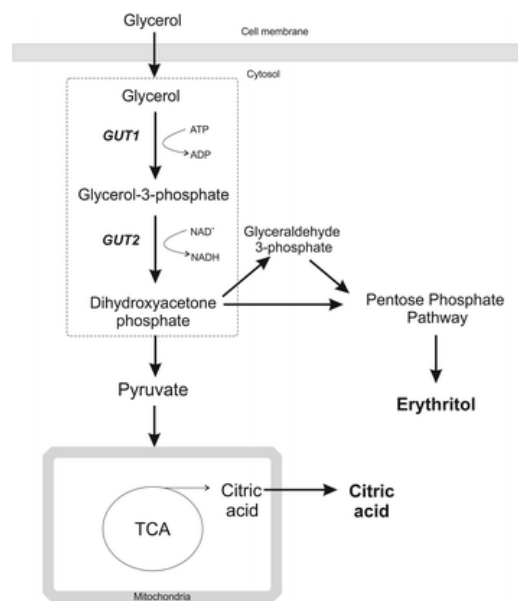 Glycerol
Cell membrane
Cytosol
Glycerol
GUT1
ATP
ADP
Glycerol-3-phosphate
GUT2
NAD⁺
NADH
Glyceraldehyde
3-phosphate
Dihydroxyacetone
phosphate
Pentose Phosphate
Pathway
Pyruvate
Erythritol
Citric
acid
Citric
acid
TCA
Mitochondria